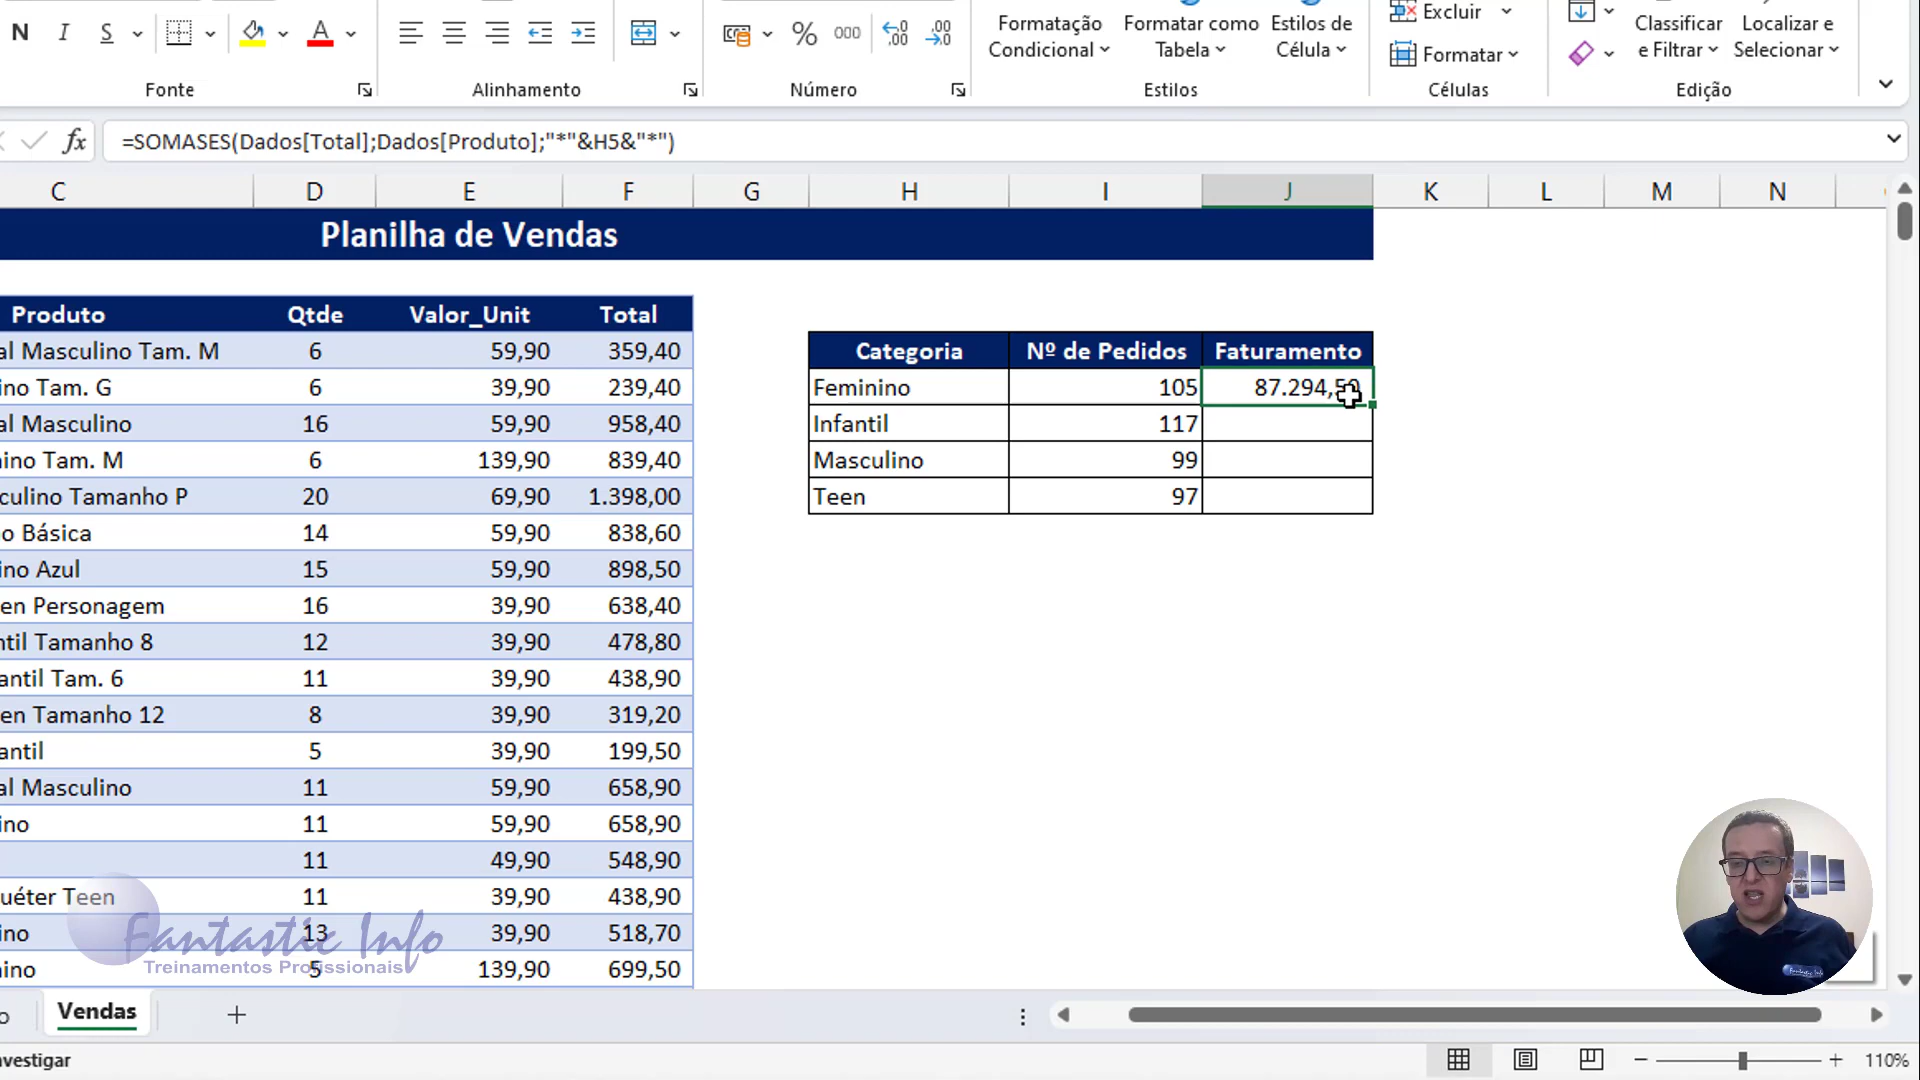 N I S A
% 000
Formatação
Condicional
Formatar como
Tabela
Estilos de
Célula
Excluir
Formatar
Classificar
e Filtrar
Localizar e
Selecionar
Fonte
Alinhamento
Número
Estilos
Células
Edição
fx =SOMASES(Dados[Total];Dados[Produto];"*"&H5&"*")
C D E F G H I J K L M N
Planilha de Vendas
Produto Qtde Valor_Unit Total
al Masculino Tam. M 6 59,90 359,40
ino Tam. G 6 39,90 239,40
al Masculino 16 59,90 958,40
ino Tam. M 6 139,90 839,40
culino Tamanho P 20 69,90 1.398,00
o Básica 14 59,90 838,60
ino Azul 15 59,90 898,50
en Personagem 16 39,90 638,40
ntil Tamanho 8 12 39,90 478,80
antil Tam. 6 11 39,90 438,90
en Tamanho 12 8 39,90 319,20
antil 5 39,90 199,50
al Masculino 11 59,90 658,90
ino 11 59,90 658,90
11 49,90 548,90
uéter Teen 11 39,90 438,90
ino 13 39,90 518,70
ino 5 139,90 699,50
Categoria Nº de Pedidos Faturamento
Feminino 105 87.294,50
Infantil 117
Masculino 99
Teen 97
Fantastic Info
Treinamentos Profissionais
Fantastic Info
o Vendas
nvestigar
110%